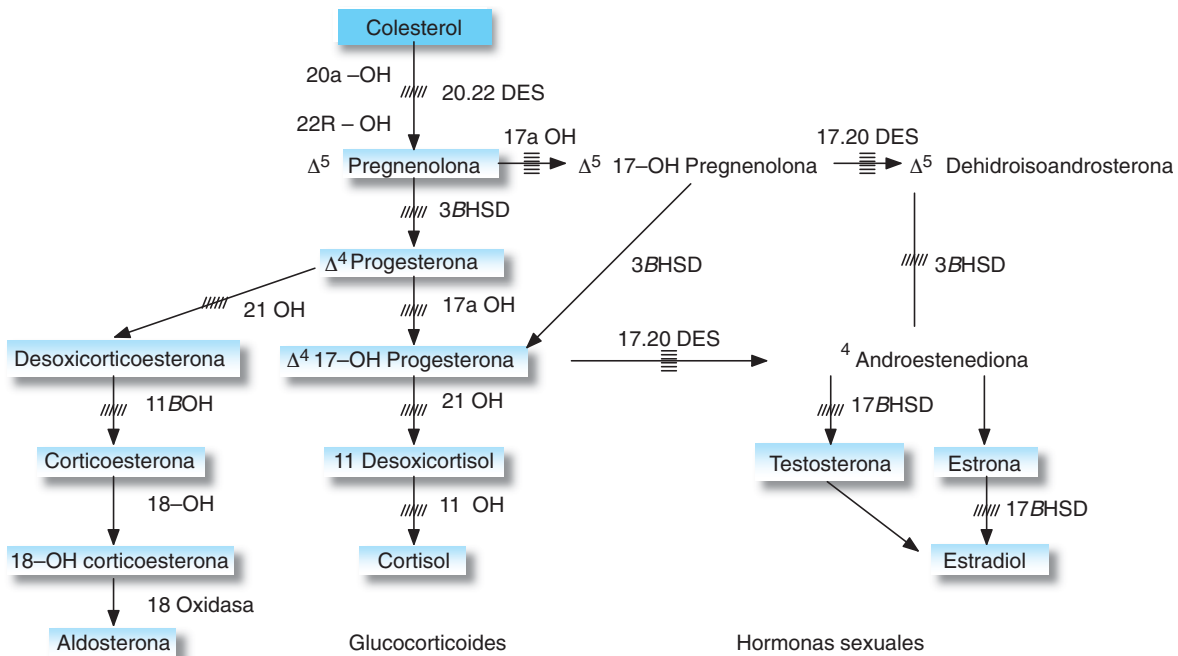 Colesterol
20a –OH
20.22 DES
22R – OH
17a OH
17.20 DES
Δ5 Pregnenolona
Δ5 17–OH Pregnenolona
Δ5 Dehidroisoandrosterona
3BHSD
3BHSD
3BHSD
Δ4 Progesterona
21 OH
17a OH
17.20 DES
Desoxicorticoesterona
Δ4 17–OH Progesterona
4 Androestenediona
11BOH
21 OH
17BHSD
Corticoesterona
11 Desoxicortisol
Testosterona
Estrona
18–OH
11 OH
17BHSD
18–OH corticoesterona
Cortisol
Estradiol
18 Oxidasa
Aldosterona
Glucocorticoides
Hormonas sexuales